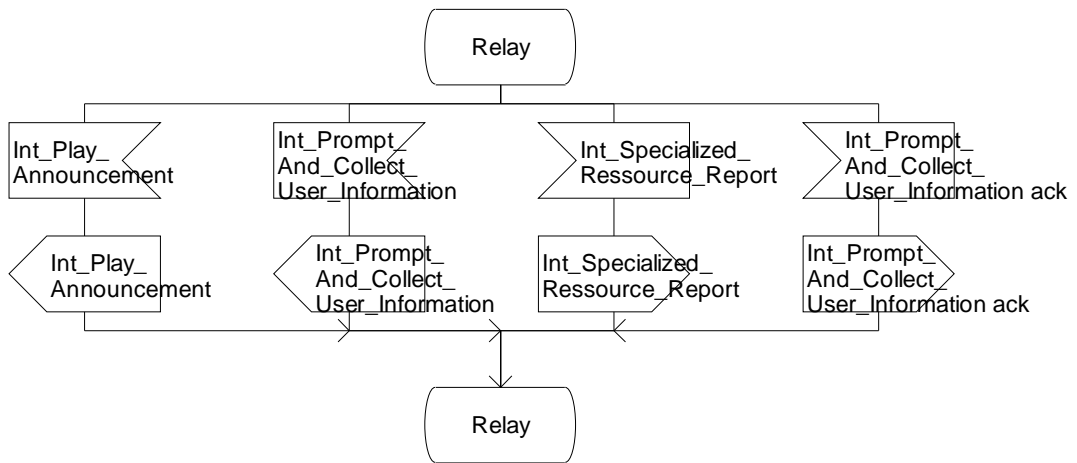 Relay
Int_Play_
Announcement
Int_Prompt_
And_Collect_
User_Information
Int_Specialized_
Ressource_Report
Int_Prompt_
And_Collect_
User_Information ack
Int_Play_
Announcement
Int_Prompt_
And_Collect_
User_Information
Int_Specialized_
Ressource_Report
Int_Prompt_
And_Collect_
User_Information ack
Relay